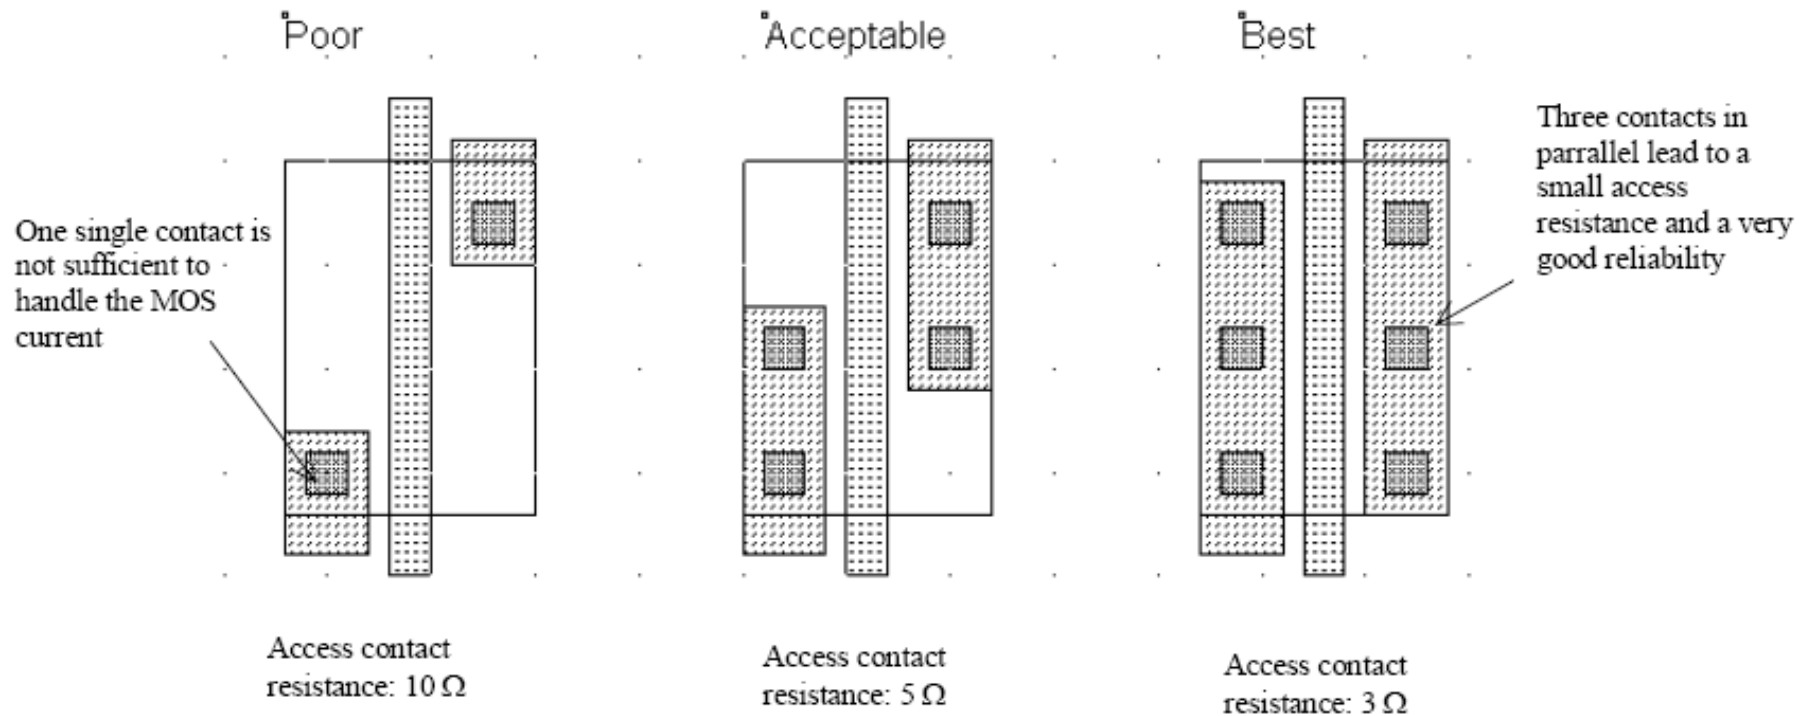 Poor
Acceptable
Best
One single contact is
not sufficient to
handle the MOS
current
Three contacts in
parrallel lead to a
small access
resistance and a very
good reliability
Access contact
resistance: 10 Ω
Access contact
resistance: 5 Ω
Access contact
resistance: 3 Ω